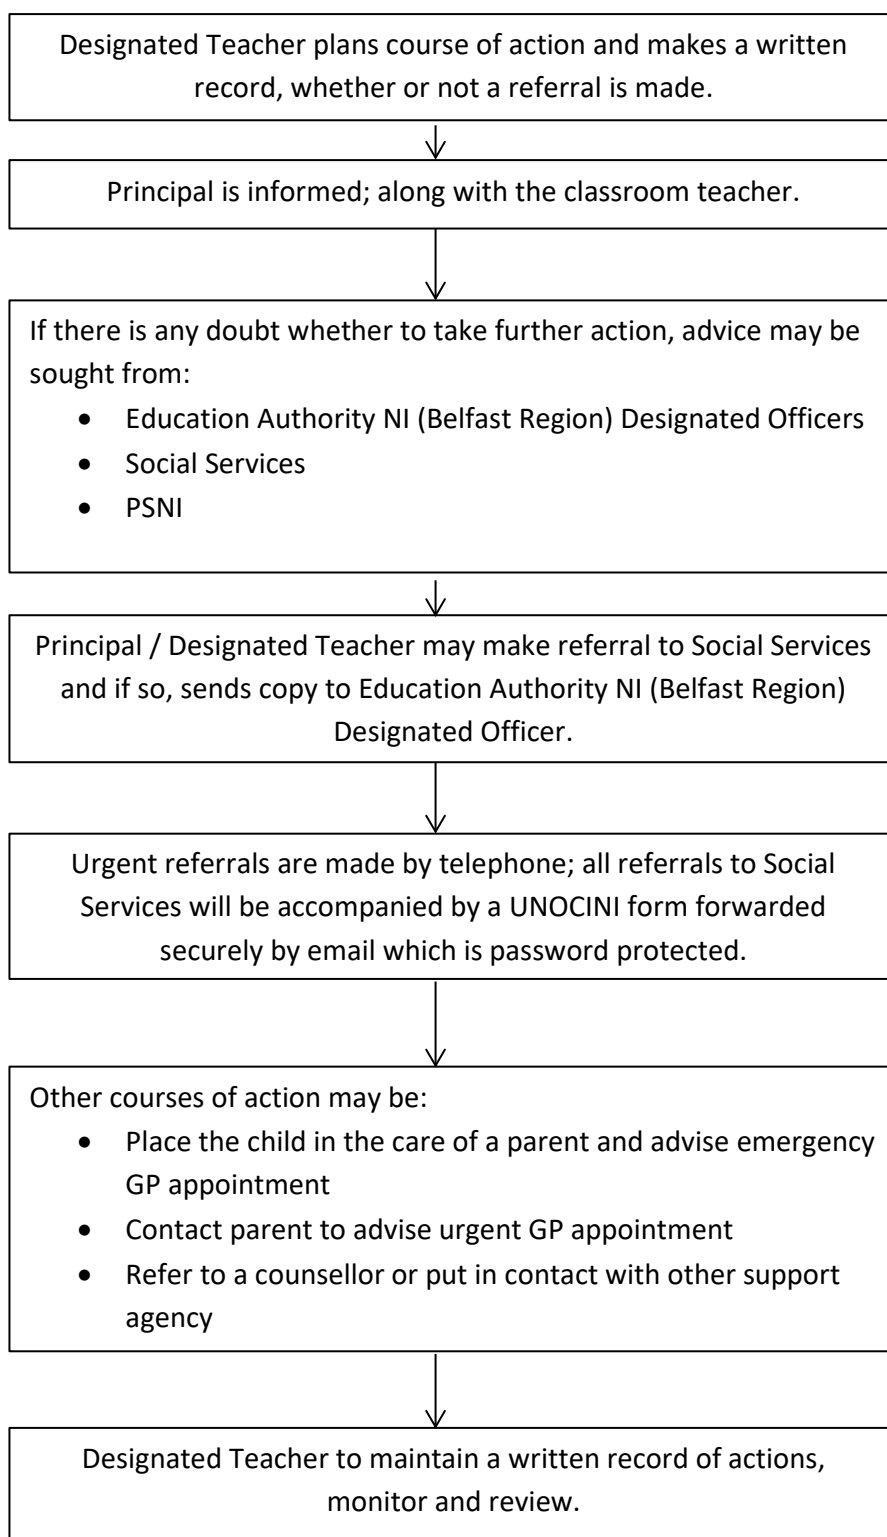 Designated Teacher plans course of action and makes a written
record, whether or not a referral is made.
Principal is informed; along with the classroom teacher.
If there is any doubt whether to take further action, advice may be
sought from:
• Education Authority NI (Belfast Region) Designated Officers
• Social Services
• PSNI
Principal / Designated Teacher may make referral to Social Services
and if so, sends copy to Education Authority NI (Belfast Region)
Designated Officer.
Urgent referrals are made by telephone; all referrals to Social
Services will be accompanied by a UNOCINI form forwarded
securely by email which is password protected.
Other courses of action may be:
• Place the child in the care of a parent and advise emergency
GP appointment
• Contact parent to advise urgent GP appointment
• Refer to a counsellor or put in contact with other support
agency
Designated Teacher to maintain a written record of actions,
monitor and review.